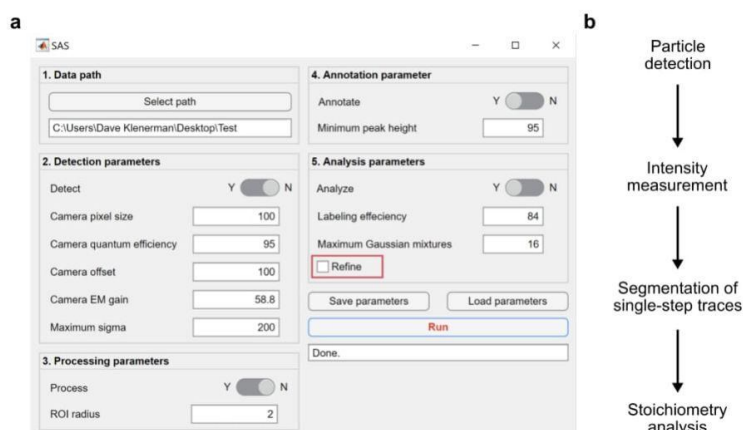 a
SAS
1. Data path
Select path
C:\Users\Dave Klenerman\Desktop\Test
2. Detection parameters
Detect Y N
Camera pixel size 100
Camera quantum efficiency 95
Camera offset 100
Camera EM gain 58.8
Maximum sigma 200
3. Processing parameters
Process Y N
ROI radius 2
4. Annotation parameter
Annotate Y N
Minimum peak height 95
5. Analysis parameters
Analyze Y N
Labeling effeciency 84
Maximum Gaussian mixtures 16
Refine
Save parameters Load parameters
Run
Done.
b
Particle
detection
Intensity
measurement
Segmentation of
single-step traces
Stoichiometry
analysis